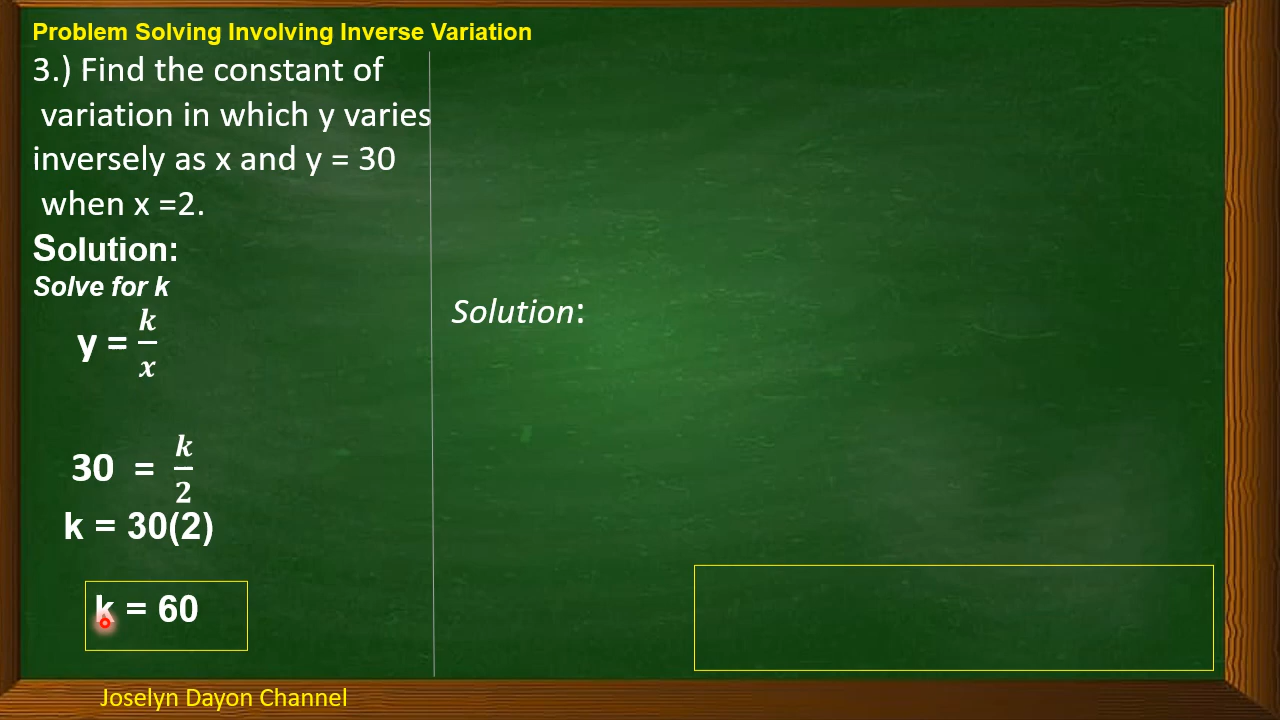 Problem Solving Involving Inverse Variation
3.) Find the constant of
variation in which y varies
inversely as x and y = 30
when x =2.
Solution:
Solve for k
y = k/x
30 = k/2
k = 30(2)
k = 60
Solution:
Joselyn Dayon Channel